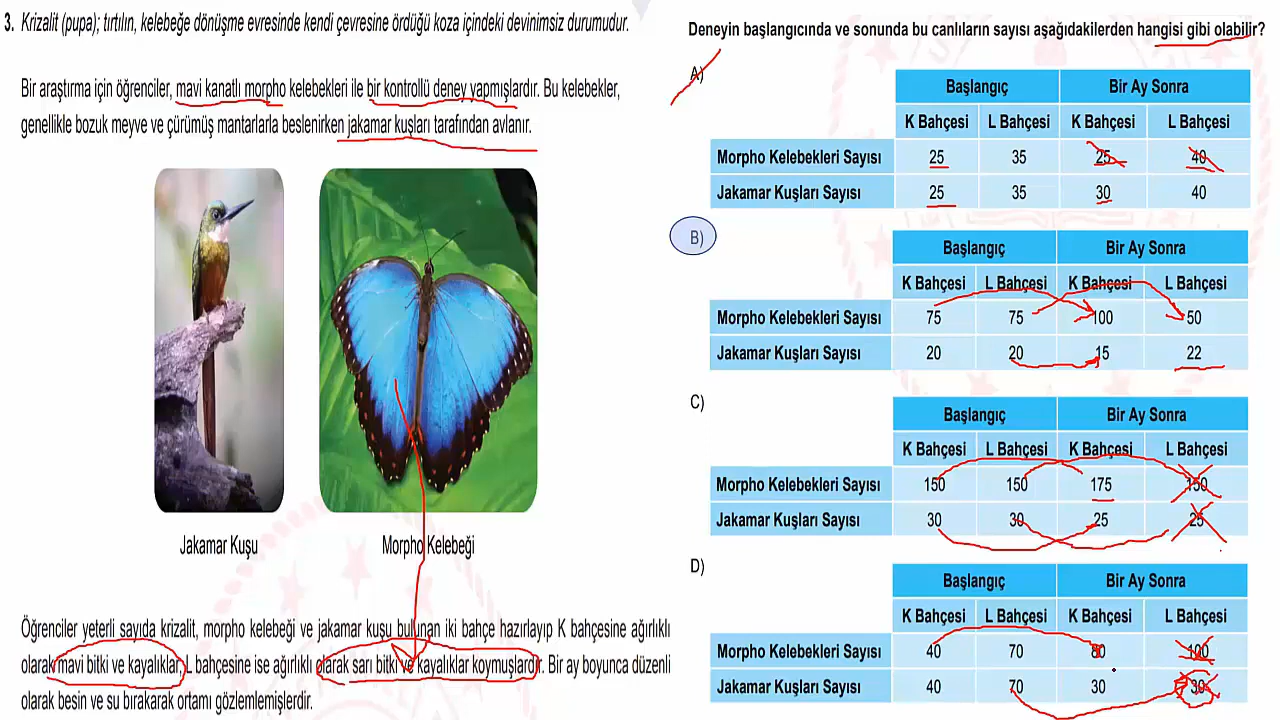 3. Krizalit (pupa); tırtılın, kelebeğe dönüşme evresinde kendi çevresine ördüğü koza içindeki devinimsiz durumudur.
Bir araştırma için öğrenciler, mavi kanatlı morpho kelebekleri ile bir kontrollü deney yapmışlardır. Bu kelebekler,
genellikle bozuk meyve ve çürümüş mantarlarla beslenirken jakamar kuşları tarafından avlanır.
Jakamar Kuşu
Morpho Kelebeği
Öğrenciler yeterli sayıda krizalit, morpho kelebeği ve jakamar kuşu bulunan iki bahçe hazırlayıp K bahçesine ağırlıklı
olarak mavi bitki ve kayalıklar, L bahçesine ise ağırlıklı olarak sarı bitki ve kayalıklar koymuşlardır. Bir ay boyunca düzenli
olarak besin ve su bırakarak ortamı gözlemlemişlerdir.
Deneyin başlangıcında ve sonunda bu canlıların sayısı aşağıdakilerden hangisi gibi olabilir?
A)
Başlangıç Bir Ay Sonra
K Bahçesi L Bahçesi K Bahçesi L Bahçesi
Morpho Kelebekleri Sayısı 25 35 25 40
Jakamar Kuşları Sayısı 25 35 30 40
B)
Başlangıç Bir Ay Sonra
K Bahçesi L Bahçesi K Bahçesi L Bahçesi
Morpho Kelebekleri Sayısı 75 75 100 50
Jakamar Kuşları Sayısı 20 20 15 22
C)
Başlangıç Bir Ay Sonra
K Bahçesi L Bahçesi K Bahçesi L Bahçesi
Morpho Kelebekleri Sayısı 150 150 175 150
Jakamar Kuşları Sayısı 30 30 25 25
D)
Başlangıç Bir Ay Sonra
K Bahçesi L Bahçesi K Bahçesi L Bahçesi
Morpho Kelebekleri Sayısı 40 70 80 100
Jakamar Kuşları Sayısı 40 70 30 30